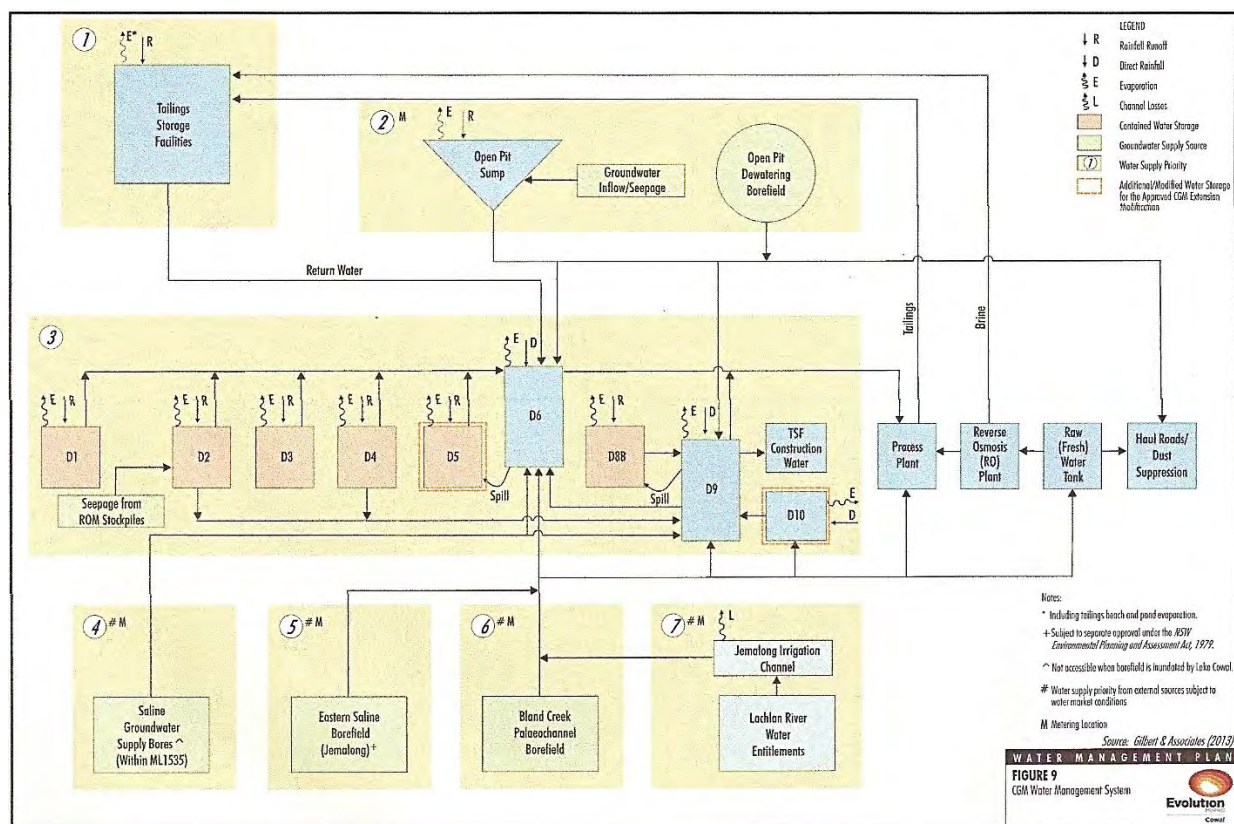 1
E* R
Tailings
Storage
Facilities
2 M
E R
Open Pit
Sump
Groundwater
Inflow/Seepage
Open Pit
Dewatering
Borefield
LEGEND
R Rainfall Runoff
D Direct Rainfall
E Evaporation
L Channel Losses
Contained Water Storage
Groundwater Supply Source
1 Water Supply Priority
Additional/Modified Water Storage
for the Approved CGM Extension
Modification
Return Water
Tailings
Brine
3
E D
D6
E R
D1
E R
D2
E R
D3
E R
D4
E R
D5
E R
D8B
E D
D9
TSF
Construction
Water
Spill
Spill
D10
E
D
Seepage from
ROM Stockpiles
Process
Plant
Reverse
Osmosis (RO)
Plant
Raw
(Fresh)
Water
Tank
Haul Roads/
Dust
Suppression
4 # M
Saline
Groundwater
Supply Bores ^
(Within ML1535)
5 # M
Eastern Saline
Borefield
(Jemalong)+
6 # M
Bland Creek
Palaeochannel
Borefield
7 # M
L
Jemalong Irrigation
Channel
Lachlan River
Water
Entitlements
Notes:
* Including tailings beach and pond evaporation.
+ Subject to separate approval under the NSW
Environmental Planning and Assessment Act, 1979.
^ Not accessible when borefield is inundated by Lake Cowal.
# Water supply priority from external sources subject to
water market conditions
M Metering Location
Source: Gilbert & Associates (2013)
WATER MANAGEMENT PLAN
FIGURE 9
CGM Water Management System
Evolution
MINING
Cowal